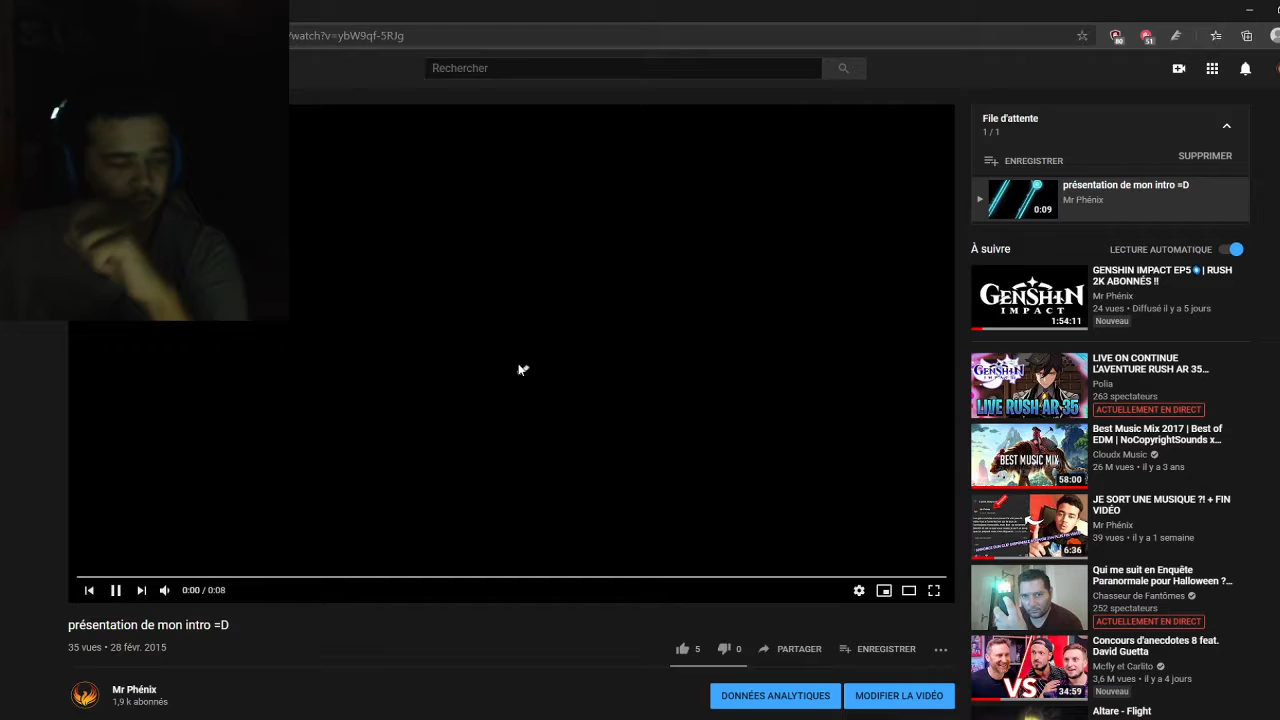 /watch?v=ybW9qf-5RJg
80
51
Rechercher
File d'attente
1 / 1
ENREGISTRER
SUPPRIMER
présentation de mon intro =D
Mr Phénix
0:09
À suivre
LECTURE AUTOMATIQUE
GENSHIN IMPACT
1:54:11
GENSHIN IMPACT EP5 | RUSH
2K ABONNÉS !!
Mr Phénix
24 vues • Diffusé il y a 5 jours
Nouveau
GENSHIN IMPACT
LIVE RUSH AR 35
LIVE ON CONTINUE
L'AVENTURE RUSH AR 35...
Polia
263 spectateurs
ACTUELLEMENT EN DIRECT
BEST MUSIC MIX
58:00
Best Music Mix 2017 | Best of
EDM | NoCopyrightSounds x...
Cloudx Music
26 M vues • il y a 3 ans
6:36
JE SORT UNE MUSIQUE ?! + FIN
VIDÉO
Mr Phénix
39 vues • il y a 1 semaine
Qui me suit en Enquête
Paranormale pour Halloween ?...
Chasseur de Fantômes
252 spectateurs
ACTUELLEMENT EN DIRECT
VS
34:59
Concours d'anecdotes 8 feat.
David Guetta
Mcfly et Carlito
3,6 M vues • il y a 4 jours
Nouveau
Altare - Flight
0:00 / 0:08
présentation de mon intro =D
35 vues • 28 févr. 2015
5
0
PARTAGER
ENREGISTRER
Mr Phénix
1,9 k abonnés
DONNÉES ANALYTIQUES
MODIFIER LA VIDÉO